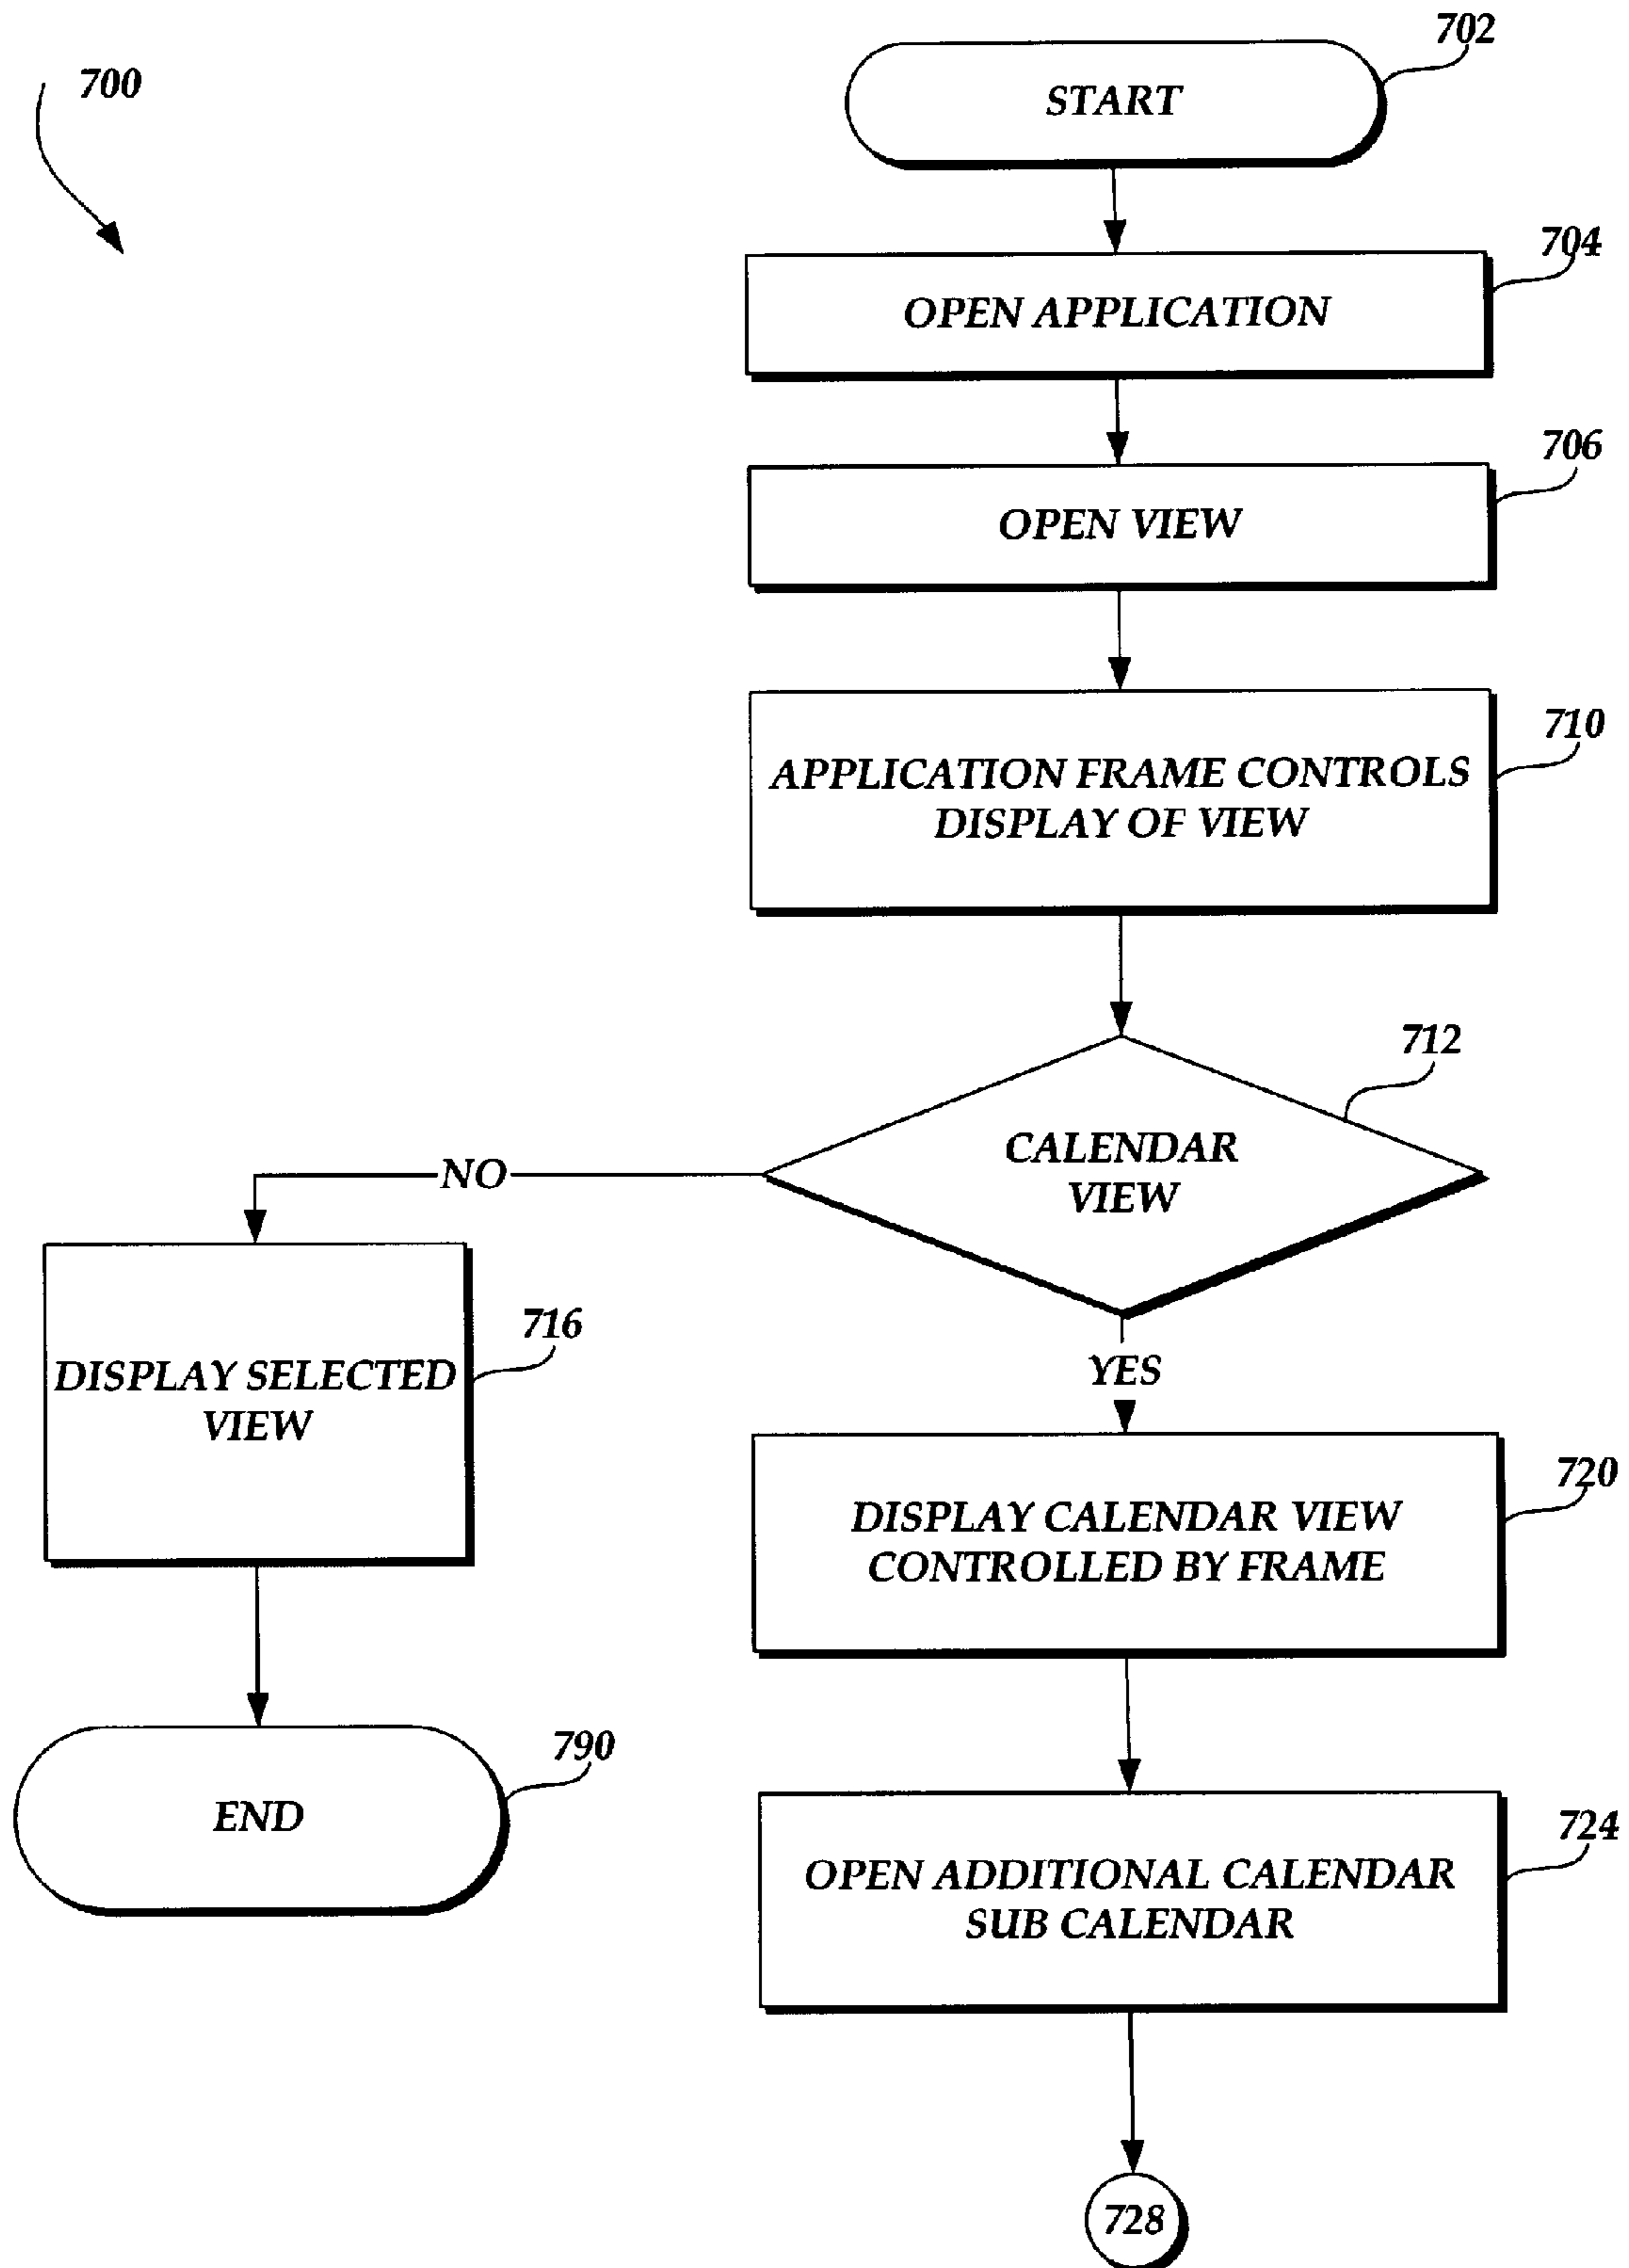 700
702
START
704
OPEN APPLICATION
706
OPEN VIEW
710
APPLICATION FRAME CONTROLS
DISPLAY OF VIEW
712
CALENDAR
VIEW
NO
YES
716
DISPLAY SELECTED
VIEW
720
DISPLAY CALENDAR VIEW
CONTROLLED BY FRAME
790
END
724
OPEN ADDITIONAL CALENDAR
SUB CALENDAR
728